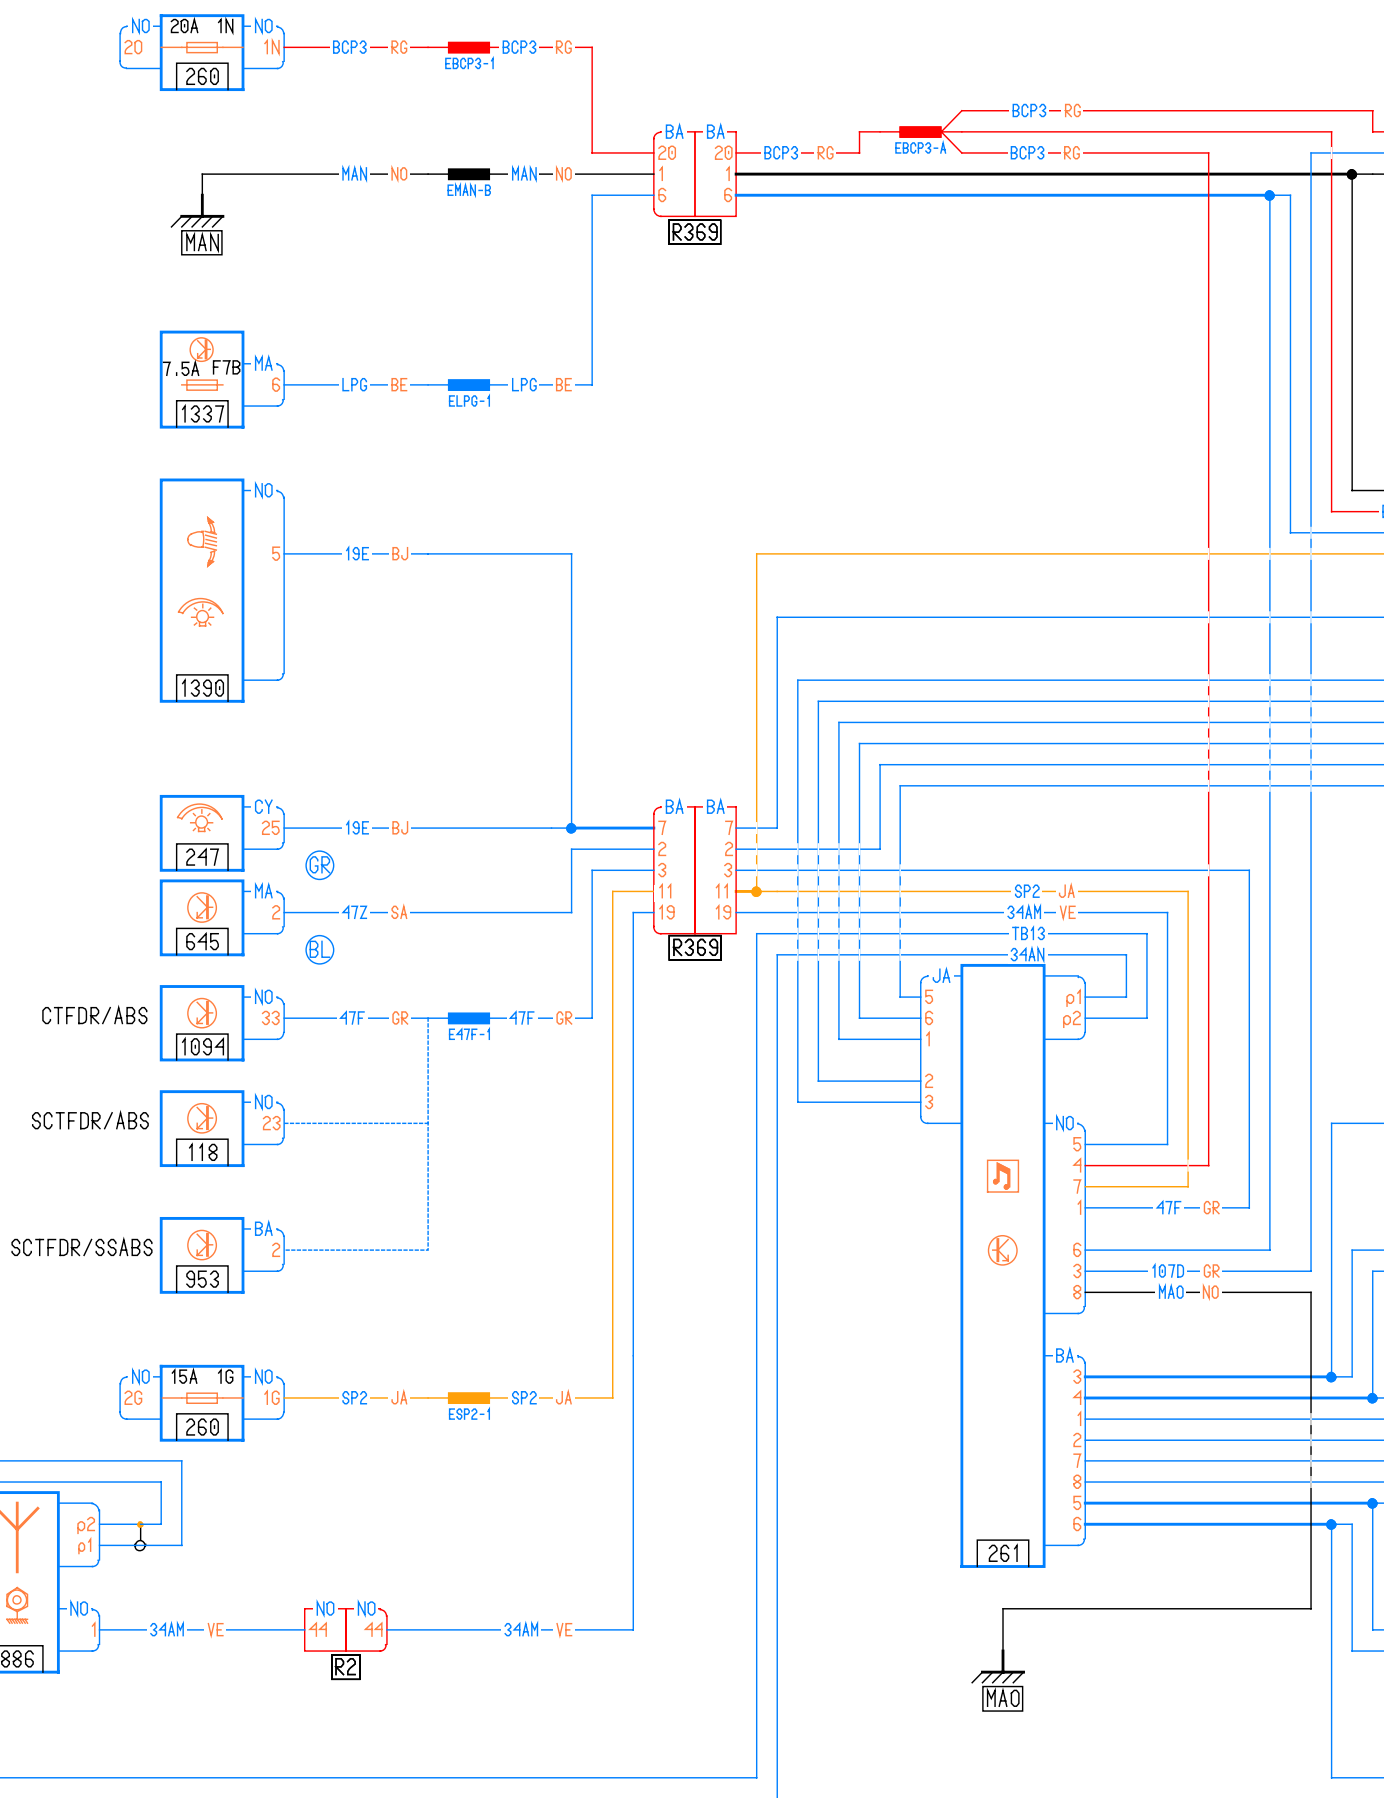 NO 20A 1N NO
20 1N BCP3 RG BCP3 RG
EBCP3-1
260
BCP3 RG
BA BA
20 20 BCP3 RG EBCP3-A BCP3 RG
MAN NO MAN NO 1 1
EMAN-B
6 6
R369
MAN
7.5A F7B MA
6 LPG BE LPG BE
ELPG-1
1337
NO
5 19E BJ
1390
CY BA BA
25 19E BJ 7 7
247 GR 2 2
3 3
MA 11 11 SP2 JA
2 47Z SA 19 19 34AM VE
645 BL R369 TB13
34AN
JA
NO 5 p1
CTFDR/ABS 33 47F GR 47F GR 6 p2
E47F-1
1094 1
2
NO 3
SCTFDR/ABS 23 NO
118 5
4
7
1 47F GR
BA
SCTFDR/SSABS 2 6
953 3 107D GR
8 MAO NO
BA
NO 15A 1G NO 3
2G 1G SP2 JA SP2 JA 4
ESP2-1
260 1
2
7
8
5
p2 6
p1
261
NO NO NO
1 34AM VE 44 44 34AM VE
886 R2
MAO